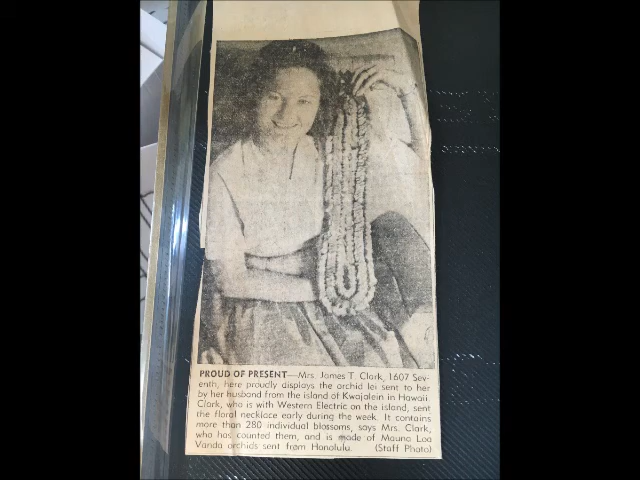 PROUD OF PRESENT—Mrs. James T. Clark, 1607 Sev-
enth, here proudly displays the orchid lei sent to her
by her husband from the island of Kwajalein in Hawaii.
Clark, who is with Western Electric on the island, sent
the floral necklace early during the week. It contains
more than 280 individual blossoms, says Mrs. Clark,
who has counted them, and is made of Mauna Loa
Vanda orchids sent from Honolulu. (Staff Photo)